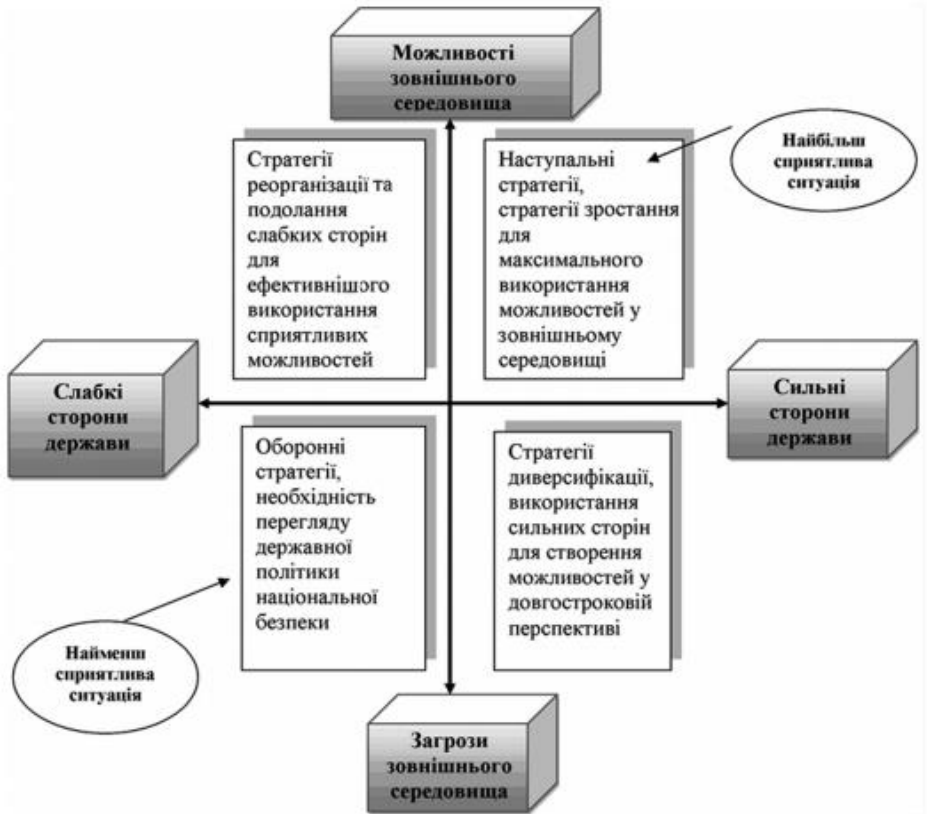 Можливості
зовнішнього
середовища
Найбільш
сприятлива
ситуація
Стратегії
реорганізації та
подолання
слабких сторін
для
ефективнішого
використання
сприятливих
можливостей
Наступальні
стратегії,
стратегії зростання
для
максимального
використання
можливостей у
зовнішньому
середовищі
Слабкі
сторони
держави
Сильні
сторони
держави
Оборонні
стратегії,
необхідність
перегляду
державної
політики
національної
безпеки
Стратегії
диверсифікації,
використання
сильних сторін
для створення
можливостей у
довгостроковій
перспективі
Найменш
сприятлива
ситуація
Загрози
зовнішнього
середовища